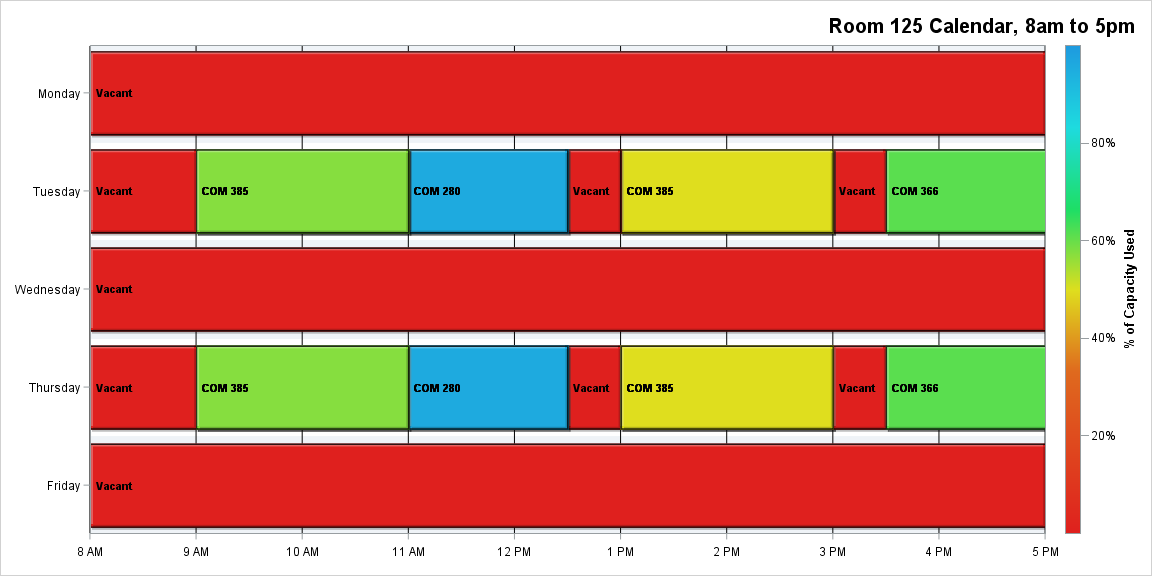 Room 125 Calendar, 8am to 5pm
Monday
Vacant
Tuesday
Vacant COM 385 COM 280 Vacant COM 385 Vacant COM 366
Wednesday
Vacant
Thursday
Vacant COM 385 COM 280 Vacant COM 385 Vacant COM 366
Friday
Vacant
8 AM 9 AM 10 AM 11 AM 12 PM 1 PM 2 PM 3 PM 4 PM 5 PM
80%
60%
40%
20%
% of Capacity Used